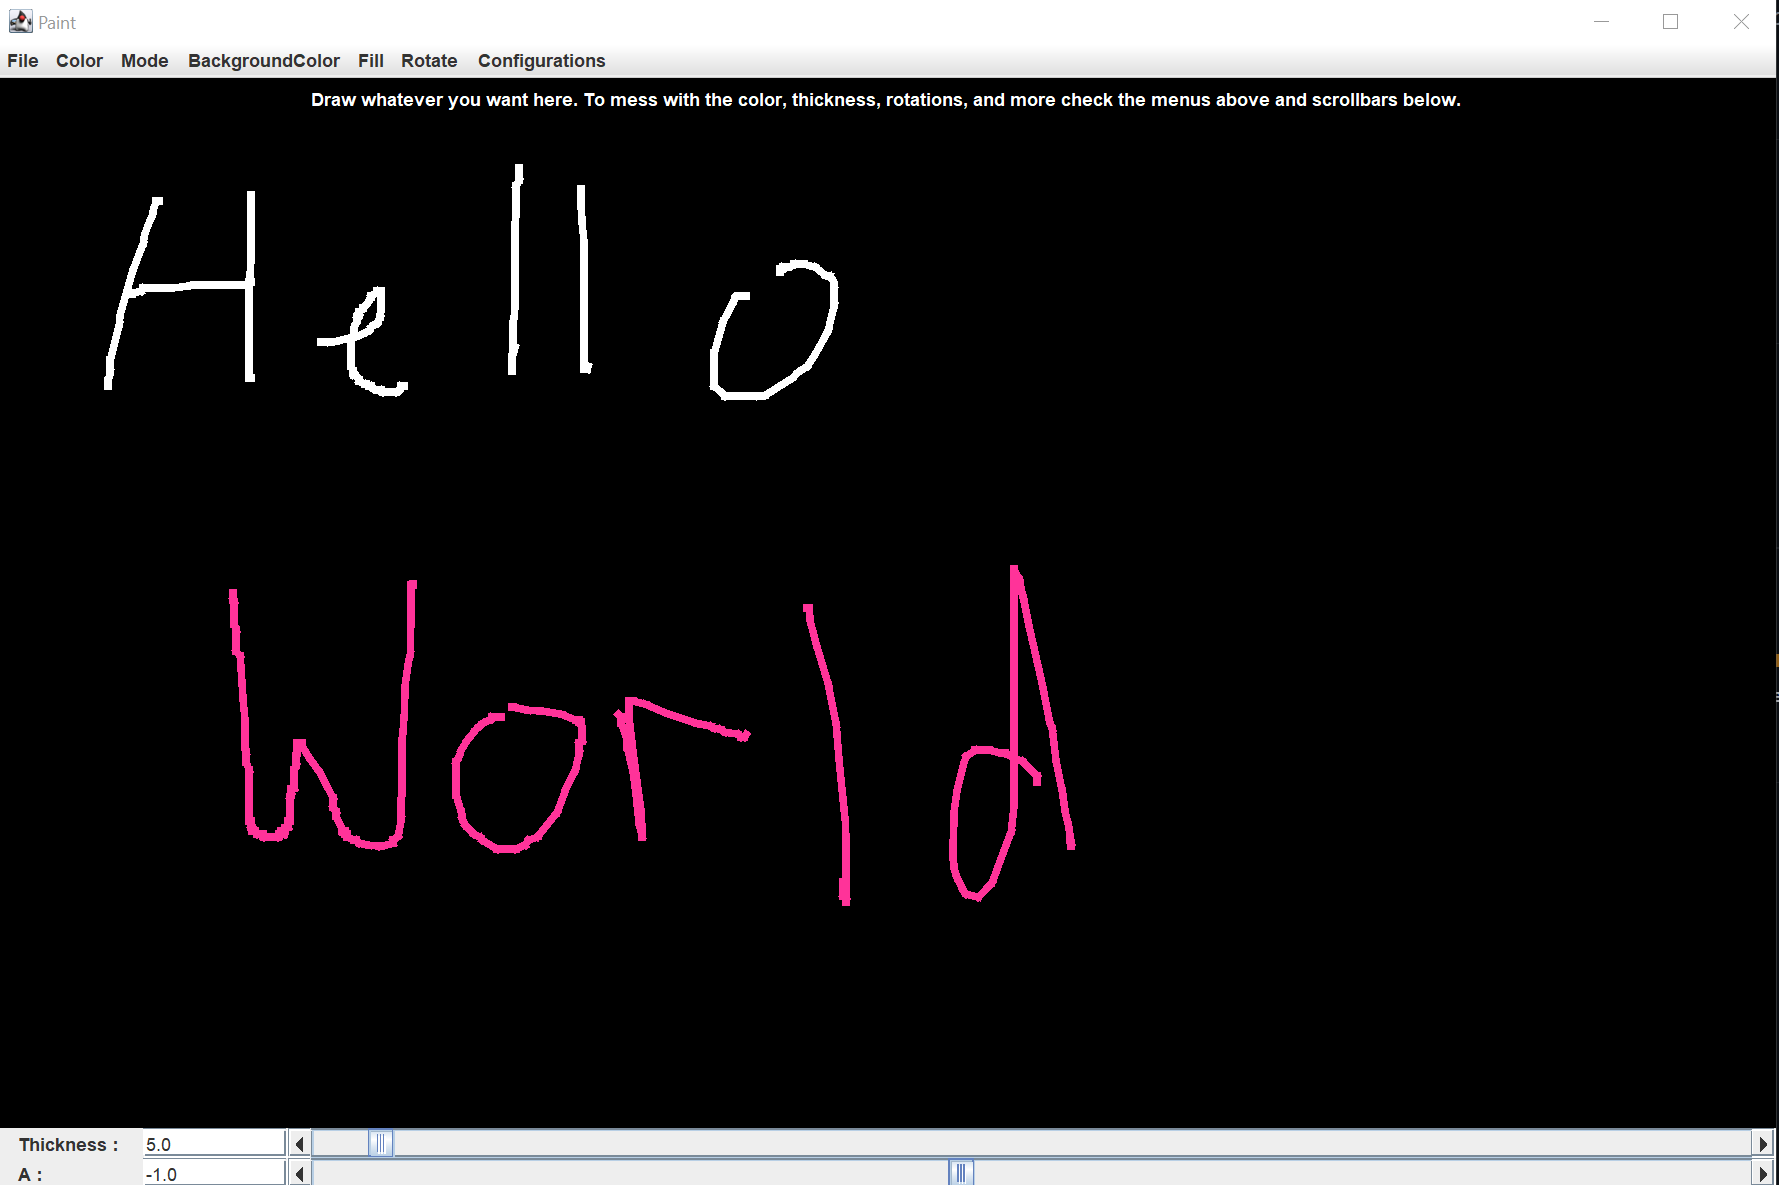 Paint
File Color Mode BackgroundColor Fill Rotate Configurations
Draw whatever you want here. To mess with the color, thickness, rotations, and more check the menus above and scrollbars below.
Hello
World
Thickness : 5.0
A : -1.0